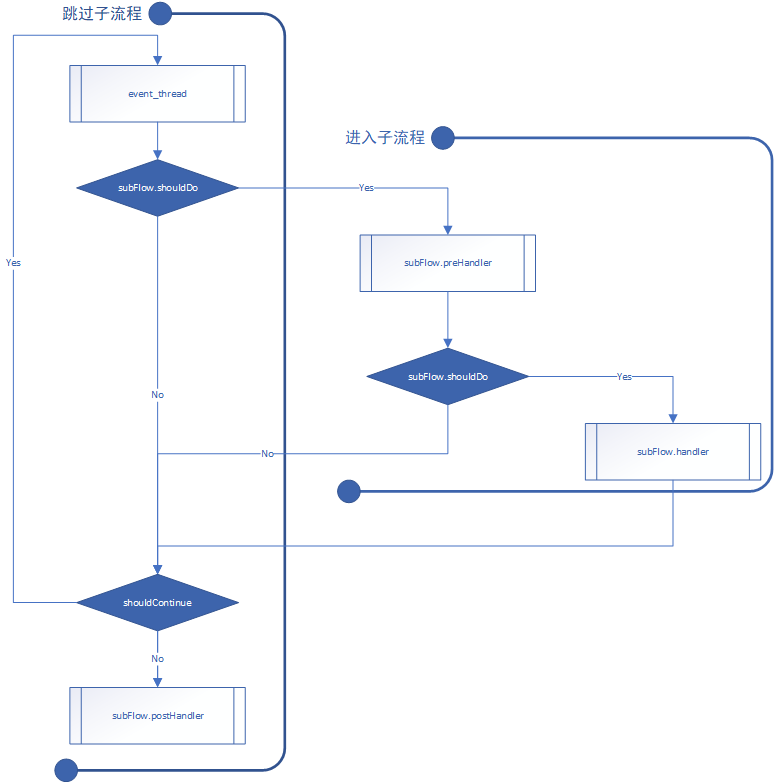 跳过子流程
event_thread
进入子流程
subFlow.shouldDo
Yes
Yes
subFlow.preHandler
subFlow.shouldDo
Yes
No
subFlow.handler
No
shouldContinue
No
subFlow.postHandler